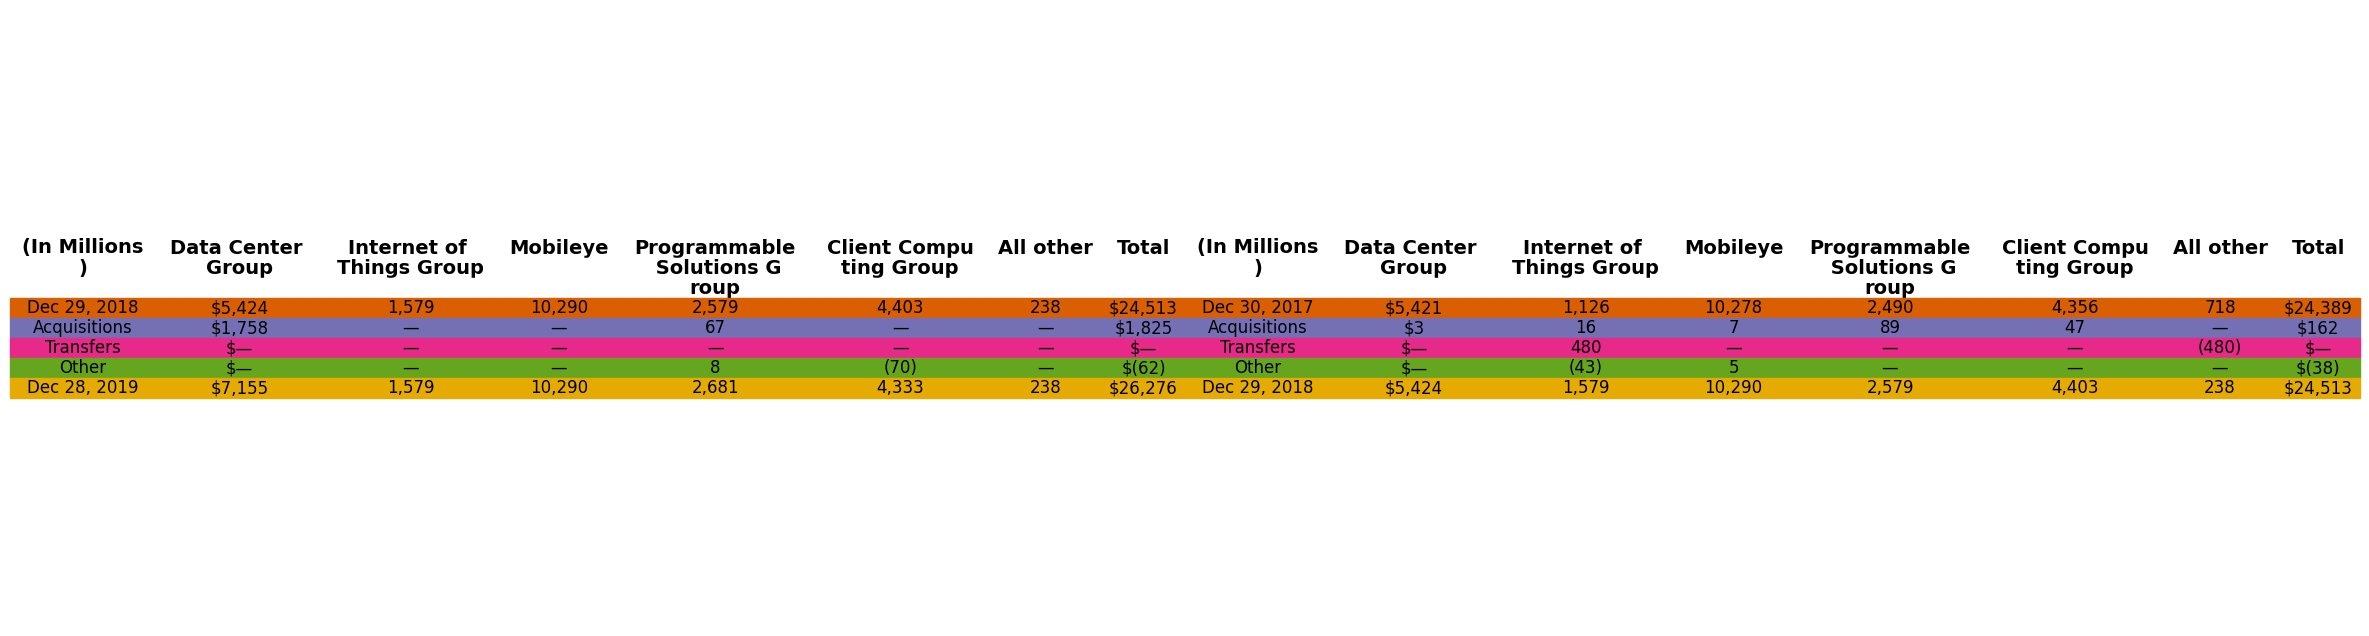 (In Millions Data Center Internet of Mobileye Programmable Client Compu All other Total (In Millions Data Center Internet of Mobileye Programmable Client Compu All other Total
) Group Things Group Solutions G ting Group ) Group Things Group Solutions G ting Group
roup roup
Dec 29, 2018 $5,424 1,579 10,290 2,579 4,403 238 $24,513 Dec 30, 2017 $5,421 1,126 10,278 2,490 4,356 718 $24,389
Acquisitions $1,758 — — 67 — — $1,825 Acquisitions $3 16 7 89 47 — $162
Transfers $— — — — — — $— Transfers $— 480 — — — (480) $—
Other $— — — 8 (70) — $(62) Other $— (43) 5 — — — $(38)
Dec 28, 2019 $7,155 1,579 10,290 2,681 4,333 238 $26,276 Dec 29, 2018 $5,424 1,579 10,290 2,579 4,403 238 $24,513